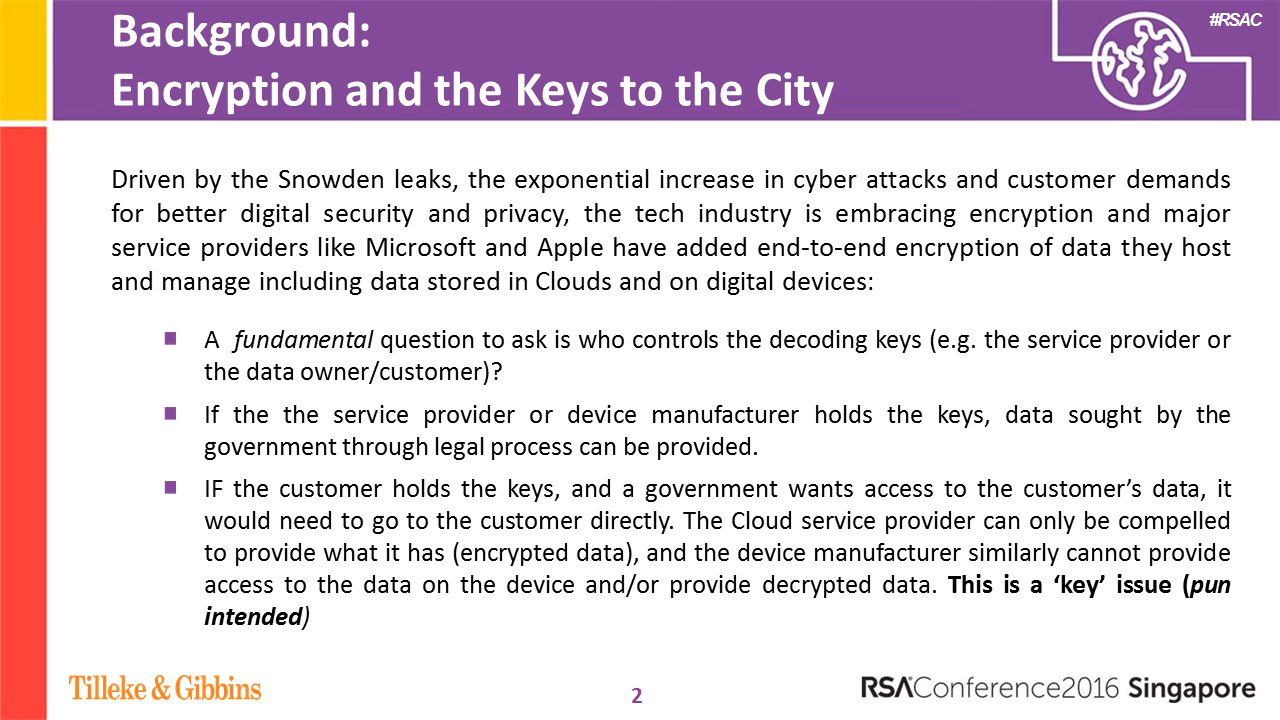 #RSAC
Background:
Encryption and the Keys to the City
Driven by the Snowden leaks, the exponential increase in cyber attacks and customer demands
for better digital security and privacy, the tech industry is embracing encryption and major
service providers like Microsoft and Apple have added end-to-end encryption of data they host
and manage including data stored in Clouds and on digital devices:
A fundamental question to ask is who controls the decoding keys (e.g. the service provider or
the data owner/customer)?
If the the service provider or device manufacturer holds the keys, data sought by the
government through legal process can be provided.
IF the customer holds the keys, and a government wants access to the customer’s data, it
would need to go to the customer directly. The Cloud service provider can only be compelled
to provide what it has (encrypted data), and the device manufacturer similarly cannot provide
access to the data on the device and/or provide decrypted data. This is a ‘key’ issue (pun
intended)
Tilleke & Gibbins
2
RSAConference2016 Singapore